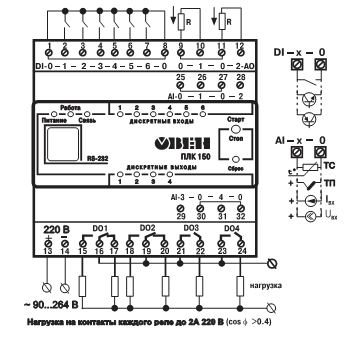 R R
1 2 3 4 5 6 7 8 9 10 11 12
DI-0-1-2-3-4-5-6-0 0-1-0-2-AO
25 26 27 28
AI-0-1-0-2
Работа
Питание Связь
1 2 3 4 5 6
ДИСКРЕТНЫЕ ВХОДЫ
Старт
ОВЕН
ПЛК 150
Стоп
RS-232
ДИСКРЕТНЫЕ ВЫХОДЫ
1 2 3 4
Сброс
AI-3-0-4-0
29 30 31 32
220 В DO1 DO2 DO3 DO4
13 14 15 16 17 18 19 20 21 22 23 24
нагрузка
~ 90...264 В
Нагрузка на контакты каждого реле до 2А 220 В (cos φ >0.4)
DI-х-0
AI-х-0
ТС
t°
+ ТП
+ Iвх
+ Uвх